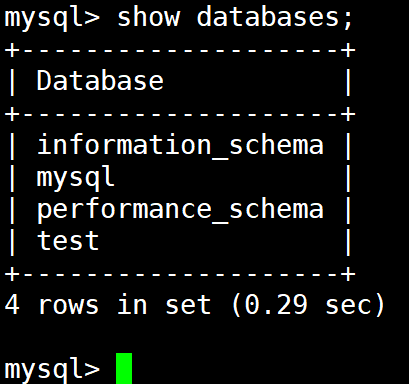 mysql> show databases;
+--------------------+
| Database           |
+--------------------+
| information_schema |
| mysql              |
| performance_schema |
| test               |
+--------------------+
4 rows in set (0.29 sec)
mysql>